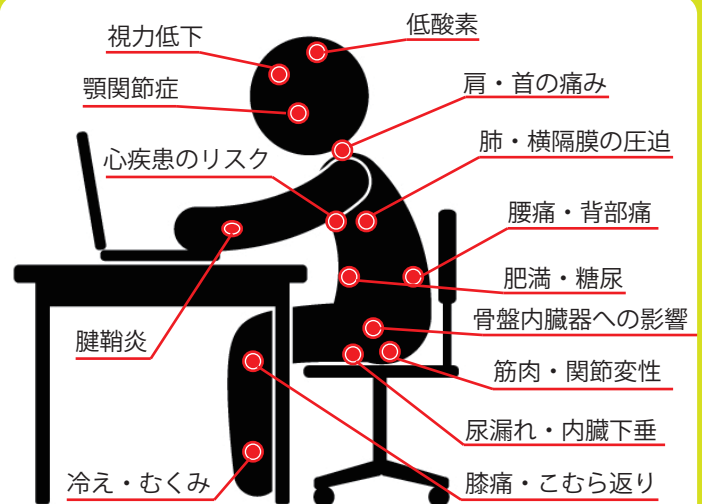 視力低下
低酸素
顎関節症
肩・首の痛み
心疾患のリスク
肺・横隔膜の圧迫
腰痛・背部痛
肥満・糖尿
骨盤内臓器への影響
腱鞘炎
筋肉・関節変性
尿漏れ・内臓下垂
冷え・むくみ
膝痛・こむら返り